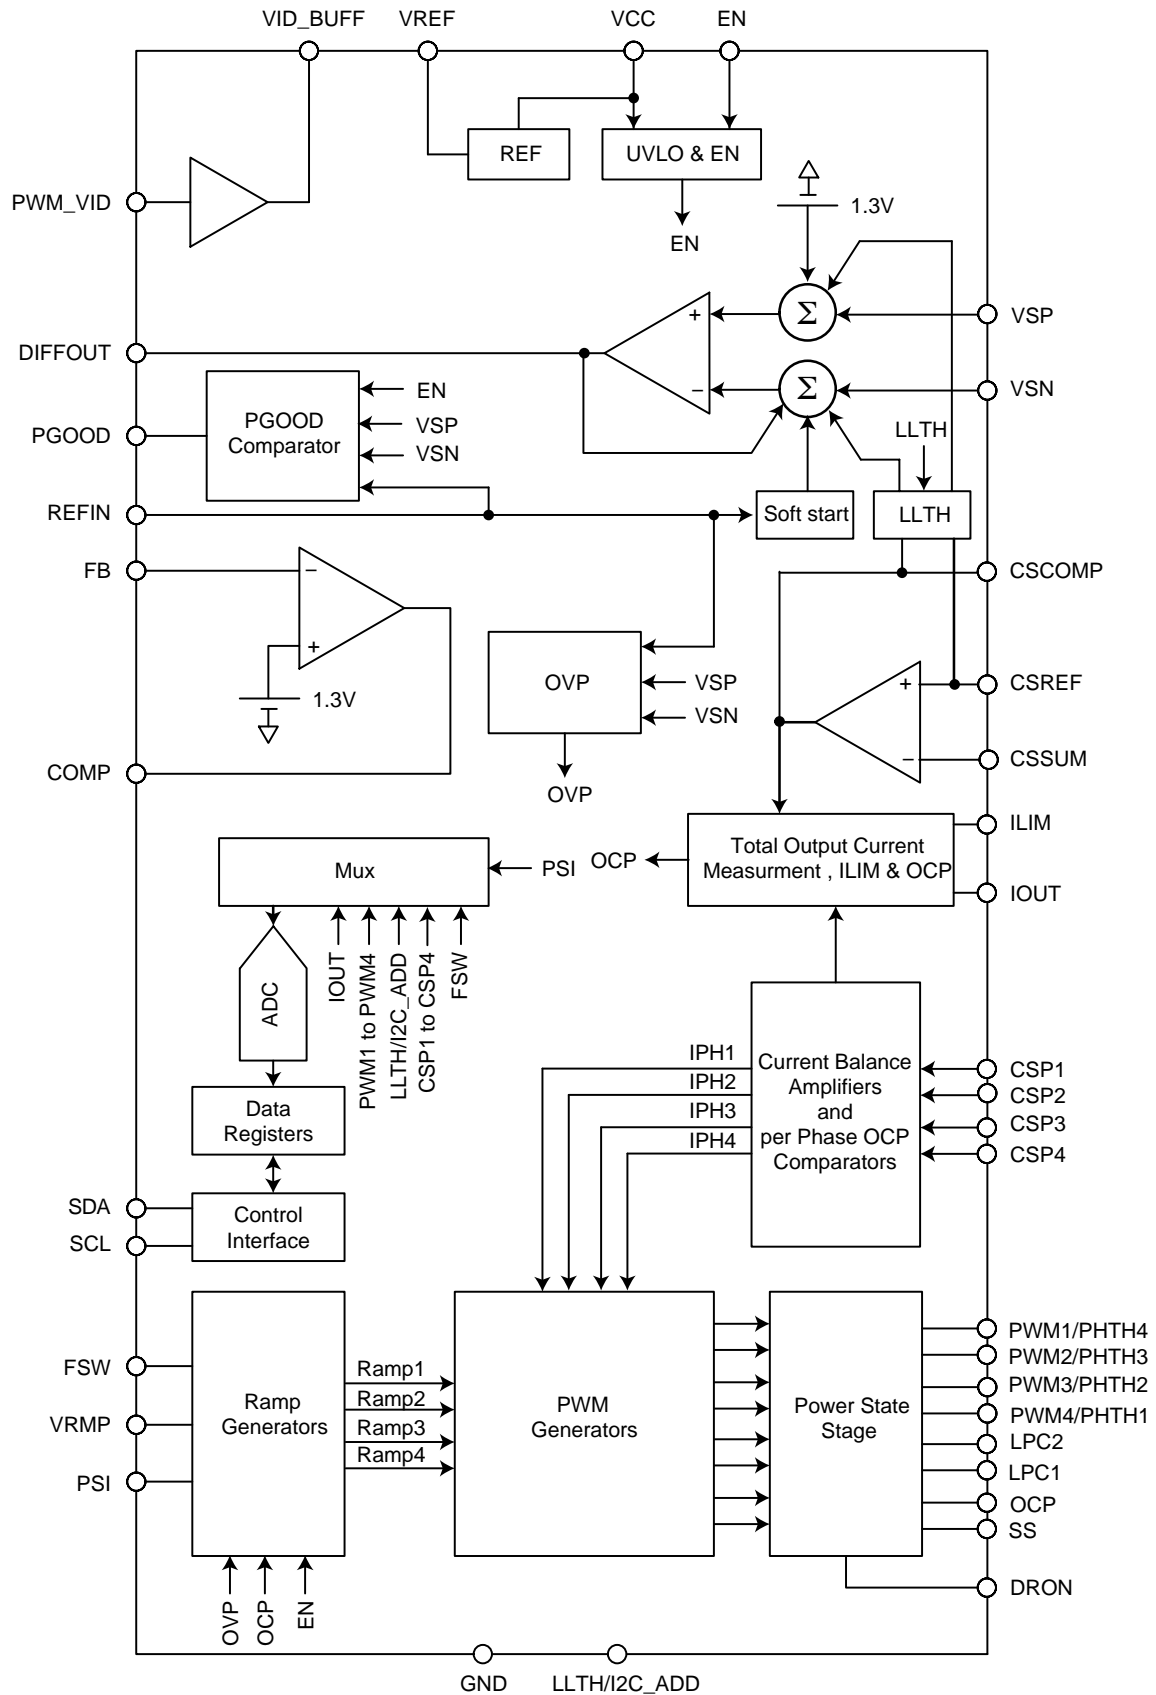 VID_BUFF VREF VCC EN
REF
UVLO & EN
PWM_VID
1.3V
EN
+
Σ
VSP
DIFFOUT
−
Σ
VSN
EN
PGOOD
Comparator
VSP
VSN
PGOOD
LLTH
REFIN
Soft start
LLTH
FB
−
CSCOMP
+
1.3V
OVP
VSP
VSN
+
CSREF
COMP
−
CSSUM
OVP
ILIM
Total Output Current
Measurment , ILIM & OCP
OCP
Mux
PSI
IOUT
IOUT
PWM1 to PWM4
LLTH/I2C_ADD
CSP1 to CSP4
FSW
ADC
IPH1
IPH2
IPH3
IPH4
Current Balance
Amplifiers
and
per Phase OCP
Comparators
CSP1
CSP2
CSP3
CSP4
Data
Registers
SDA
SCL
Control
Interface
FSW
VRMP
PSI
Ramp
Generators
Ramp1
Ramp2
Ramp3
Ramp4
PWM
Generators
Power State
Stage
PWM1/PHTH4
PWM2/PHTH3
PWM3/PHTH2
PWM4/PHTH1
LPC2
LPC1
OCP
SS
DRON
OVP
OCP
EN
GND
LLTH/I2C_ADD